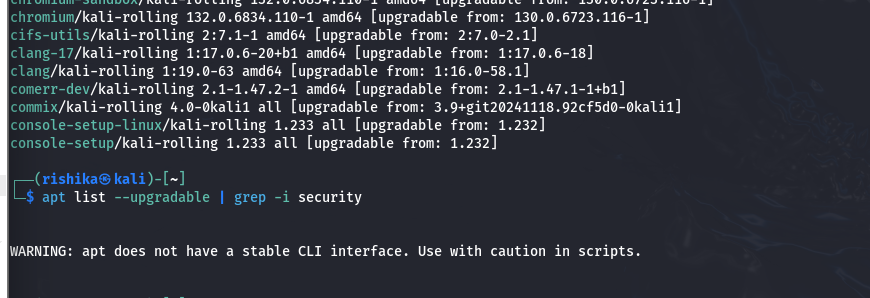 chromium-sandbox/kali-rolling 132.0.6834.110-1 amd64 [upgradable from: 130.0.6723.116-1]
chromium/kali-rolling 132.0.6834.110-1 amd64 [upgradable from: 130.0.6723.116-1]
cifs-utils/kali-rolling 2:7.1-1 amd64 [upgradable from: 2:7.0-2.1]
clang-17/kali-rolling 1:17.0.6-20+b1 amd64 [upgradable from: 1:17.0.6-18]
clang/kali-rolling 1:19.0-63 amd64 [upgradable from: 1:16.0-58.1]
comerr-dev/kali-rolling 2.1-1.47.2-1 amd64 [upgradable from: 2.1-1.47.1-1+b1]
commix/kali-rolling 4.0-0kali1 all [upgradable from: 3.9+git20241118.92cf5d0-0kali1]
console-setup-linux/kali-rolling 1.233 all [upgradable from: 1.232]
console-setup/kali-rolling 1.233 all [upgradable from: 1.232]
┌──(rishika㉿kali)-[~]
└─$ apt list --upgradable | grep -i security
WARNING: apt does not have a stable CLI interface. Use with caution in scripts.